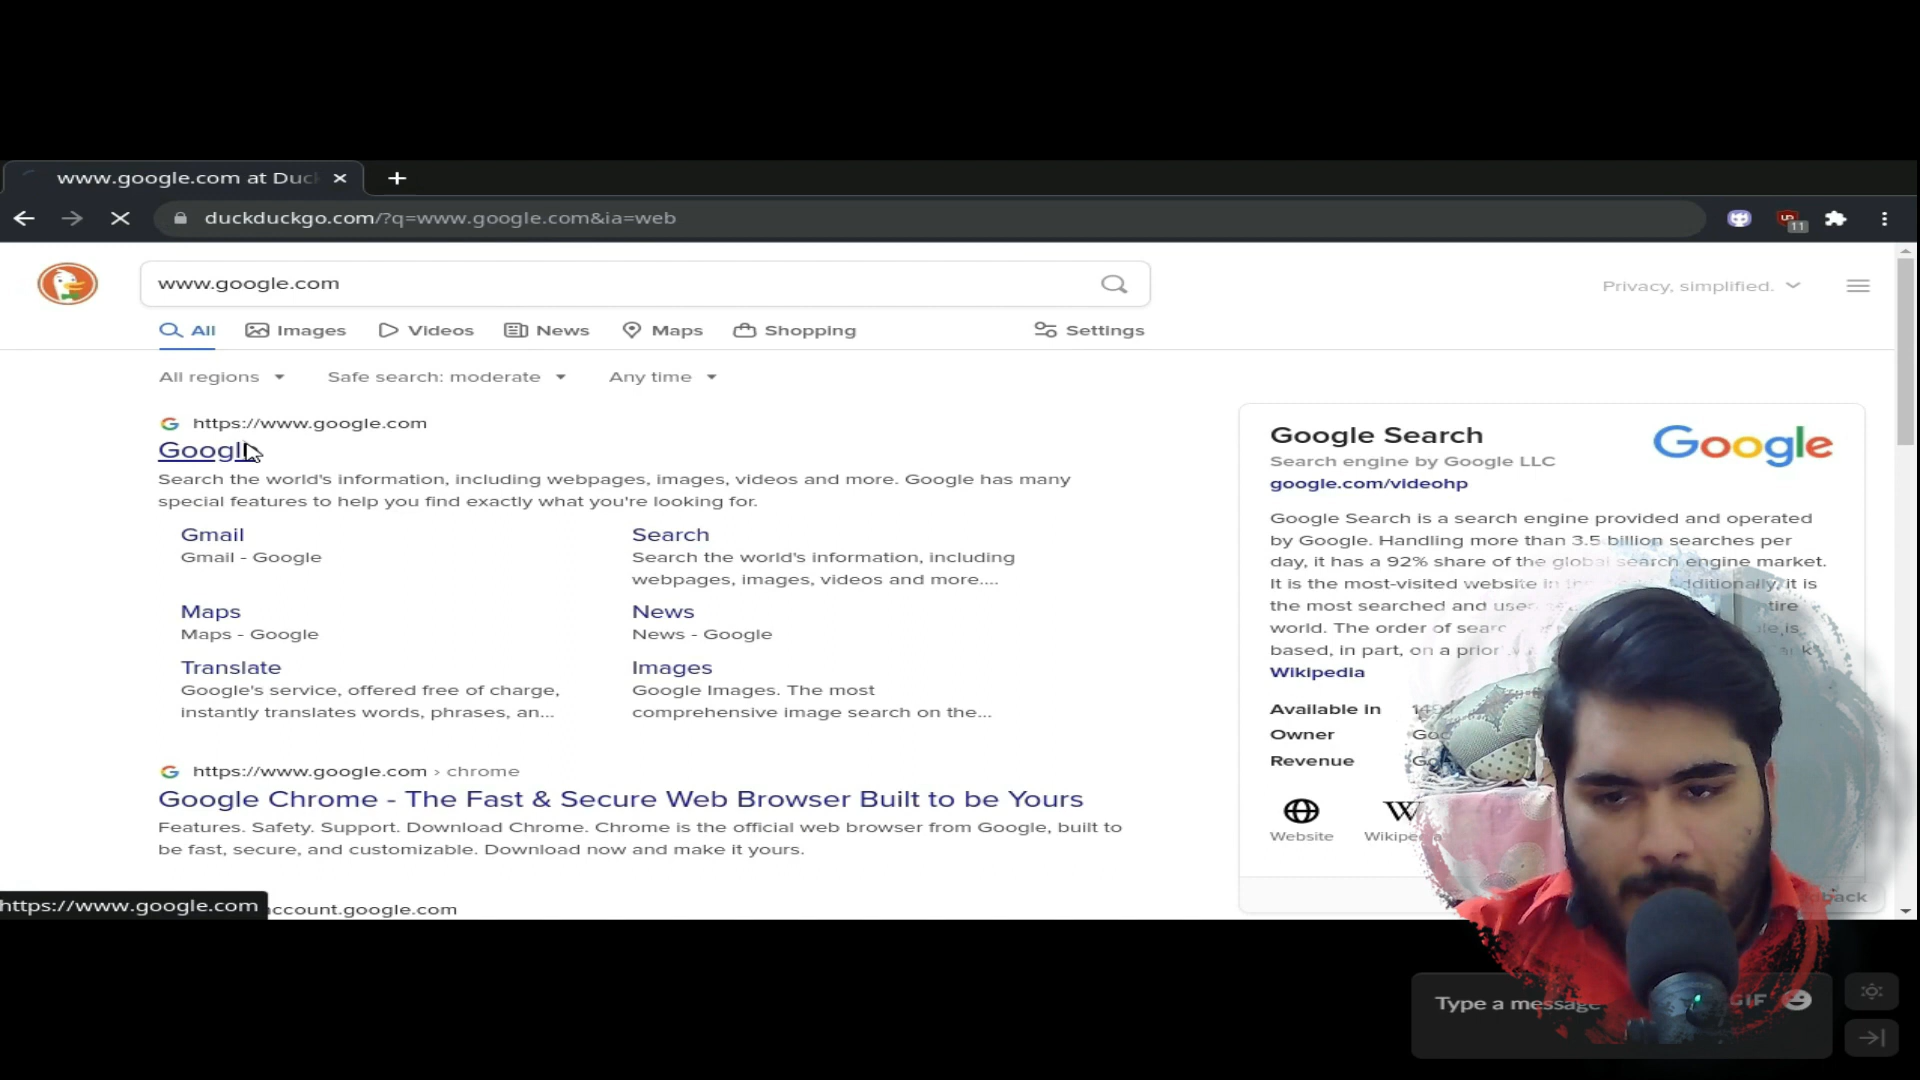 www.google.com at Duc
duckduckgo.com/?q=www.google.com&ia=web
11
www.google.com
Privacy, simplified.
All Images Videos News Maps Shopping Settings
All regions Safe search: moderate Any time
https://www.google.com
Google
Search the world's information, including webpages, images, videos and more. Google has many
special features to help you find exactly what you're looking for.
Gmail
Gmail - Google
Search
Search the world's information, including
webpages, images, videos and more....
Maps
Maps - Google
News
News - Google
Translate
Google's service, offered free of charge,
instantly translates words, phrases, an...
Images
Google Images. The most
comprehensive image search on the...
https://www.google.com › chrome
Google Chrome - The Fast & Secure Web Browser Built to be Yours
Features. Safety. Support. Download Chrome. Chrome is the official web browser from Google, built to
be fast, secure, and customizable. Download now and make it yours.
https://www.google.com
ccount.google.com
Google Search
Search engine by Google LLC
google.com/videohp
Google
Google Search is a search engine provided and operated
by Google. Handling more than 3.5 billion searches per
day, it has a 92% share of the global search engine market.
It is the most-visited website in it is
the most searched and
world. The order of
based, in part, on a
Wikipedia
Available in
Owner
Revenue
Website
Type a message
GIF